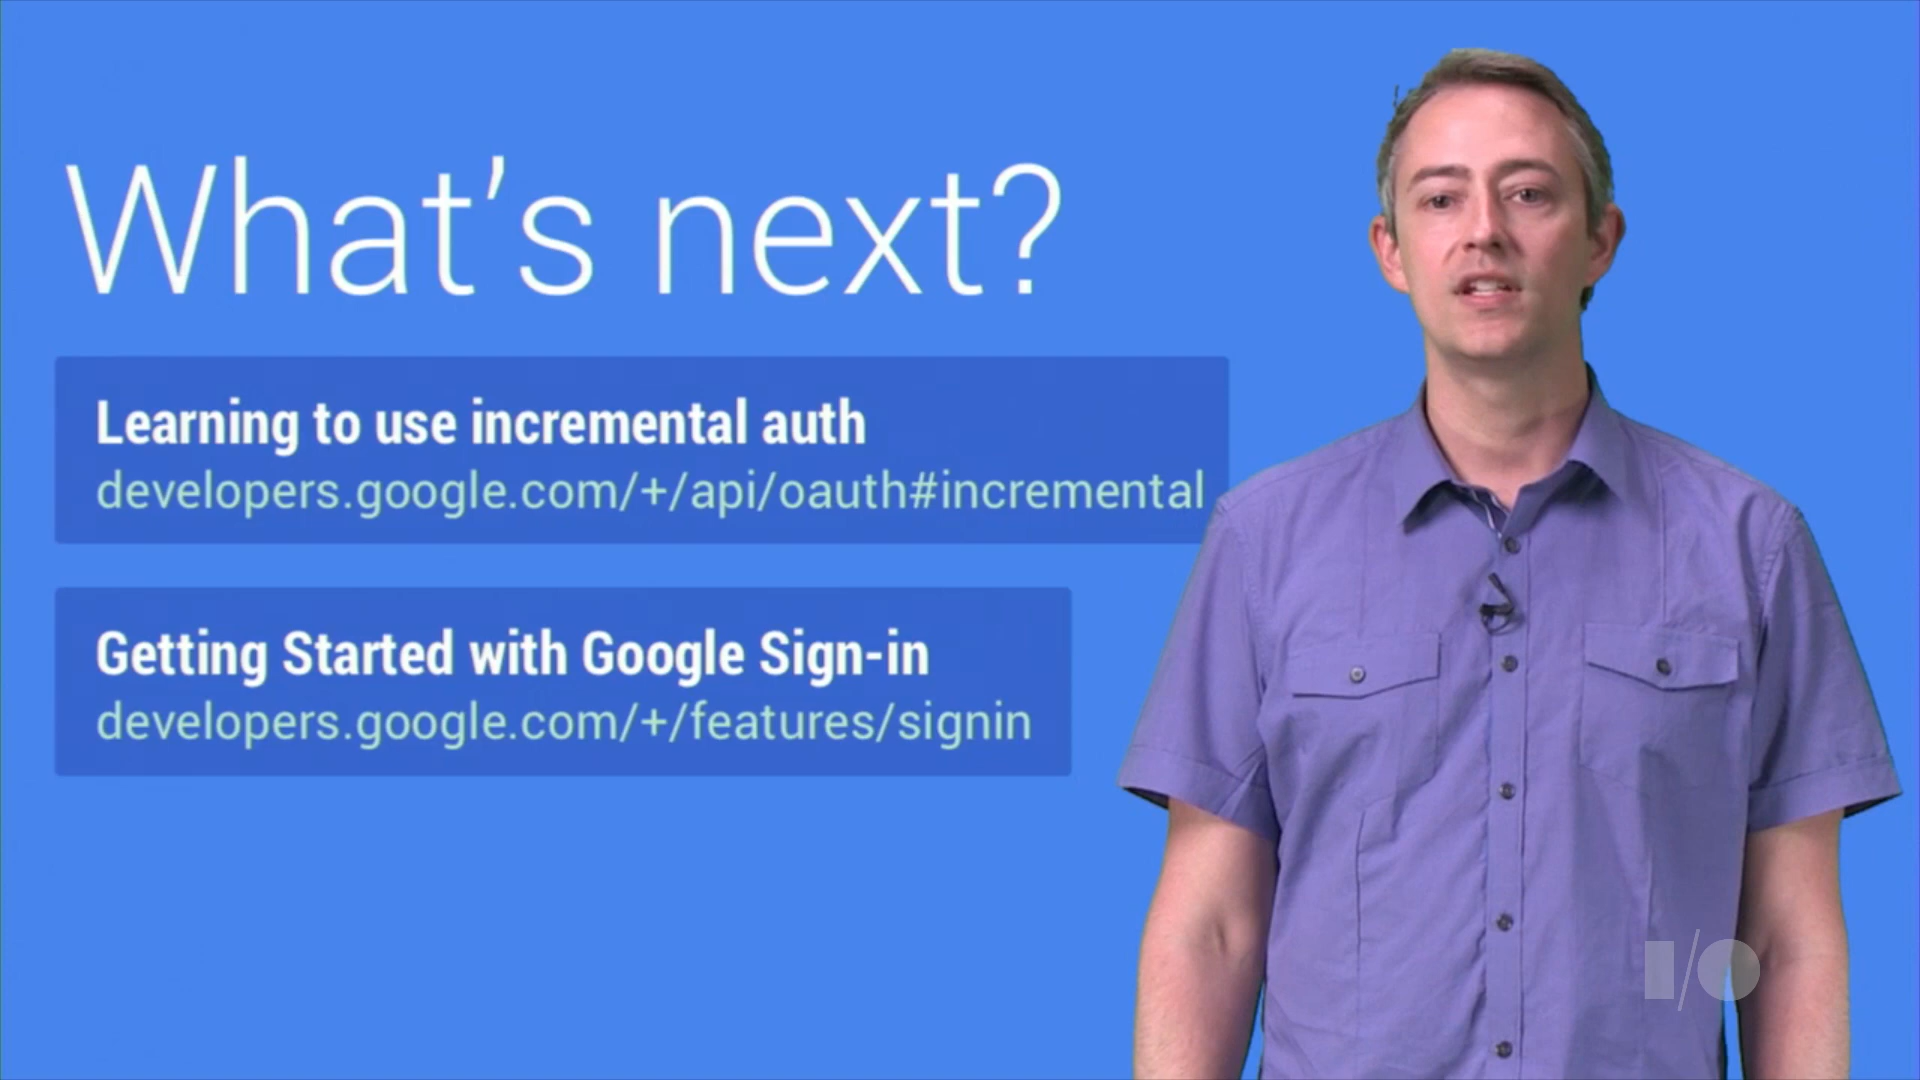 What's next?
Learning to use incremental auth
developers.google.com/+/api/oauth#incremental
Getting Started with Google Sign-in
developers.google.com/+/features/signin
I/O